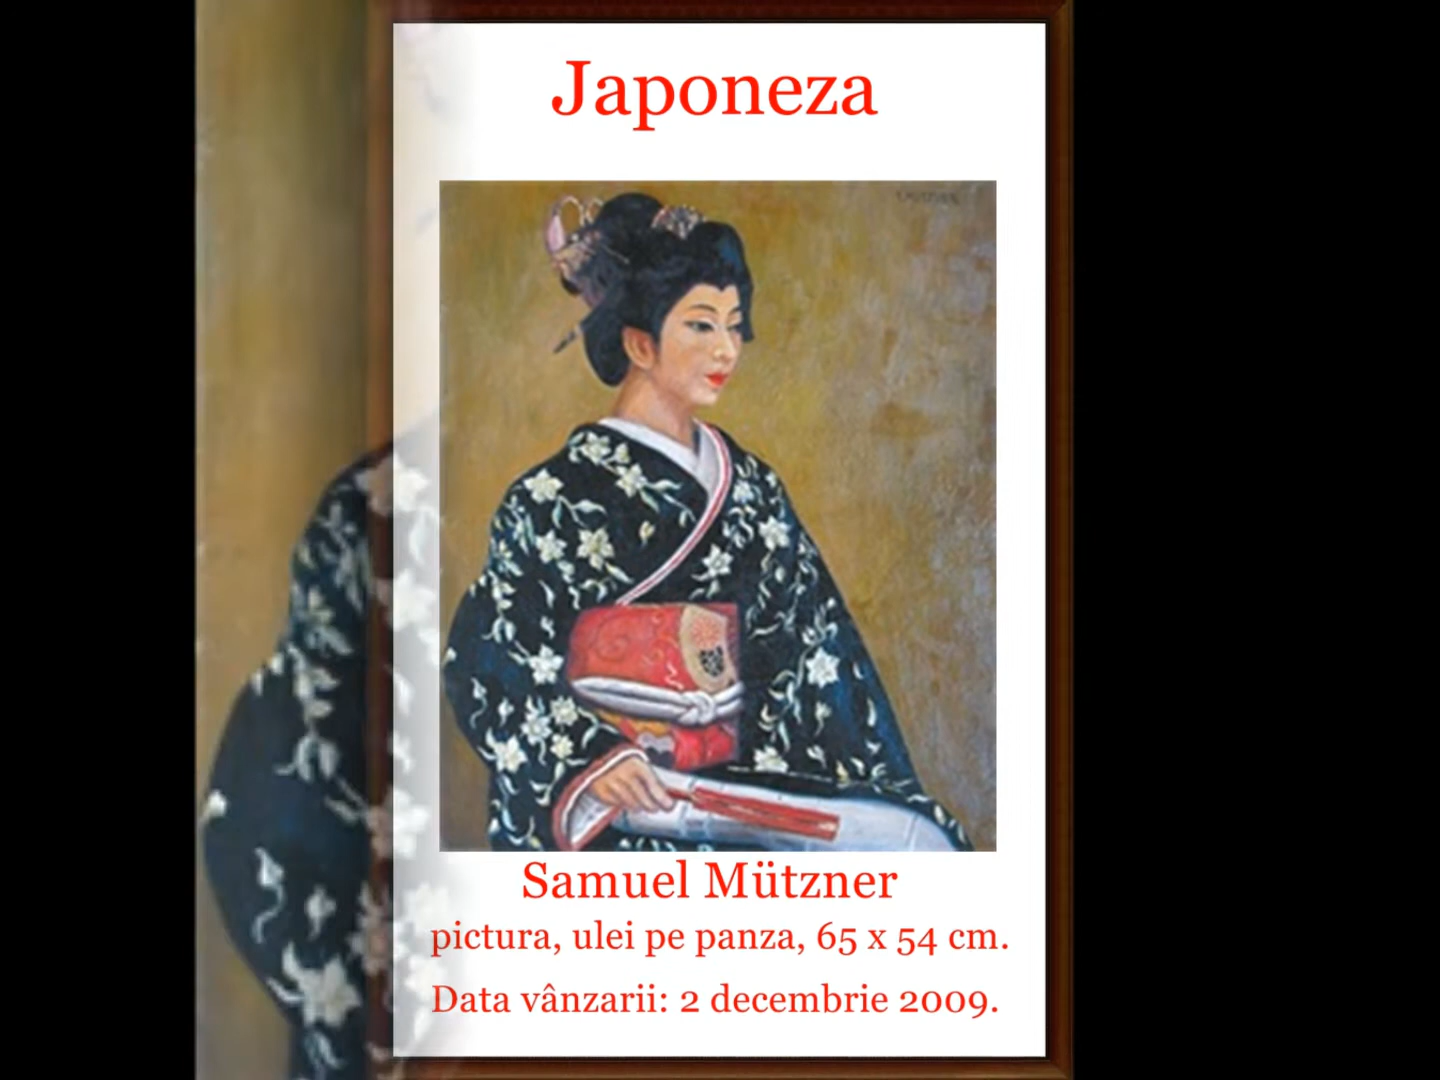 Japoneza
Samuel Mützner
pictura, ulei pe panza, 65 x 54 cm.
Data vânzarii: 2 decembrie 2009.